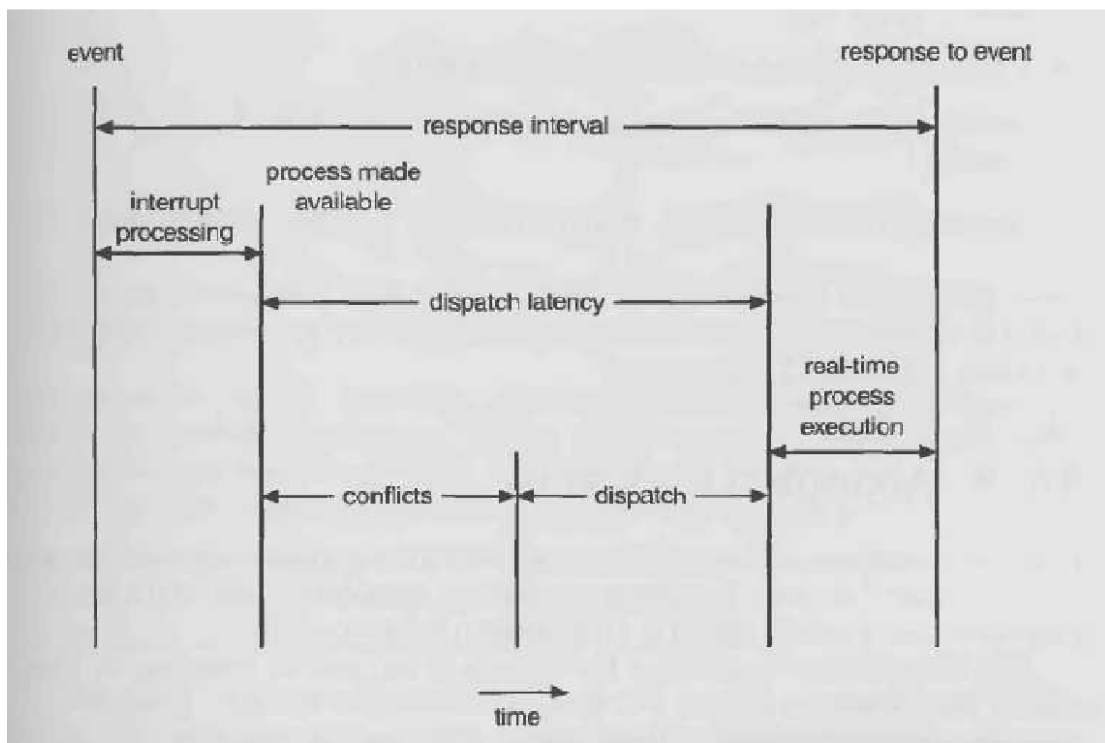 event
response to event
response interval
process made
available
interrupt
processing
dispatch latency
real-time
process
execution
conflicts
dispatch
time